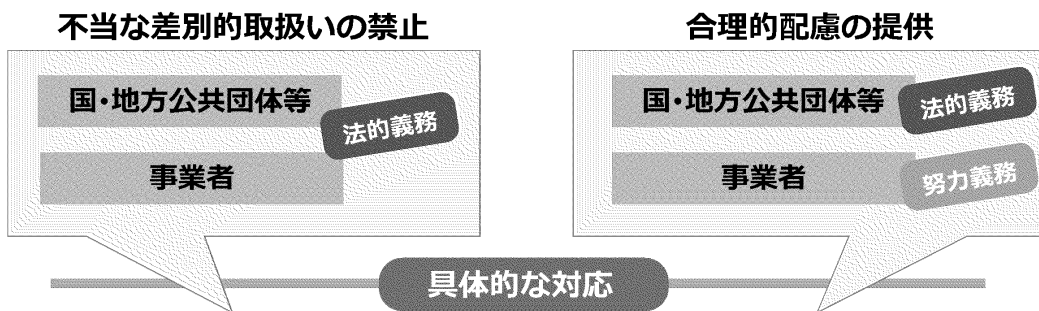 不当な差別的取扱いの禁止
国・地方公共団体等
法的義務
事業者
合理的配慮の提供
国・地方公共団体等
法的義務
事業者
努力義務
具体的な対応